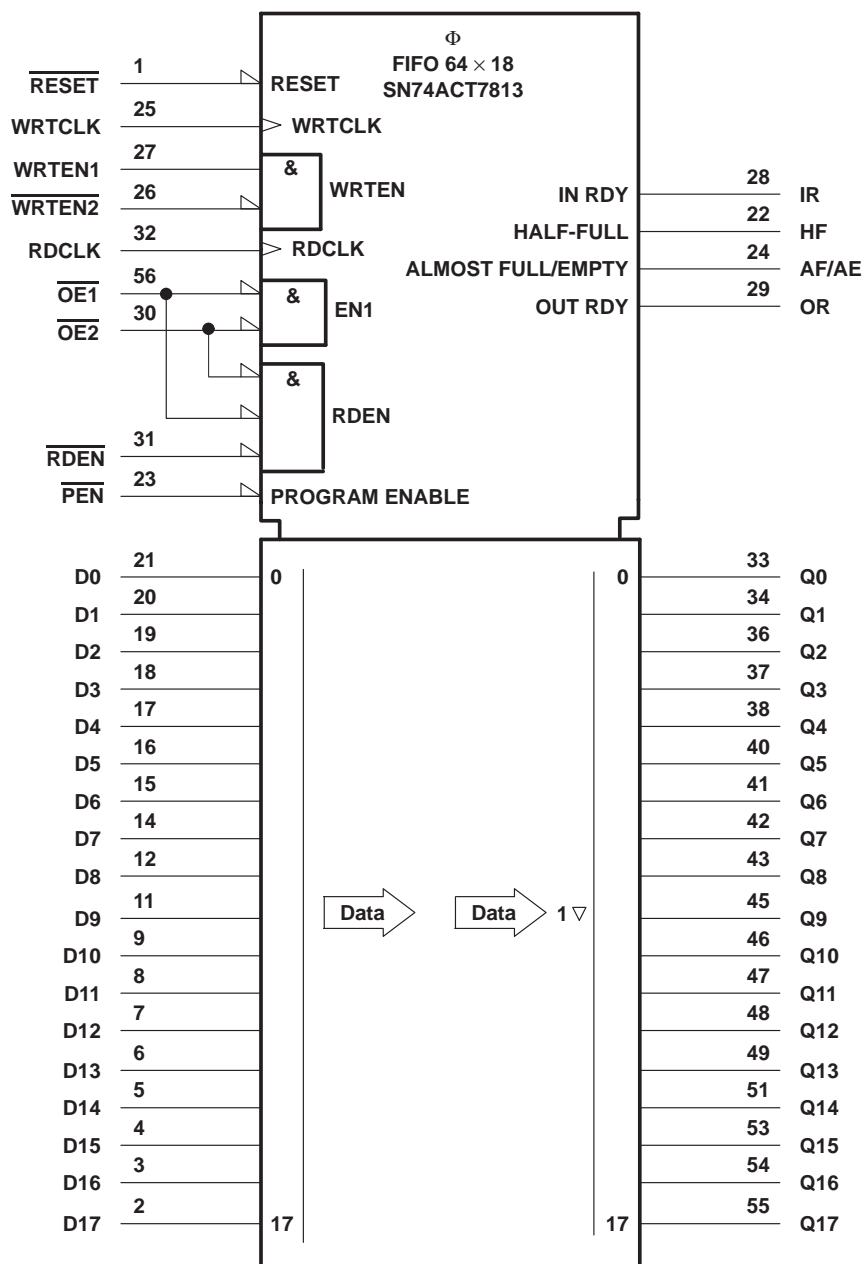 Φ
FIFO 64 × 18
SN74ACT7813
RESET 1 RESET
WRTCLK 25 WRTCLK
WRTEN1 27 &
WRTEN
WRTEN2 26
RDCLK 32 RDCLK
OE1 56 &
EN1
OE2 30
&
RDEN
RDEN 31
PEN 23 PROGRAM ENABLE
IN RDY 28 IR
HALF-FULL 22 HF
ALMOST FULL/EMPTY 24 AF/AE
OUT RDY 29 OR
D0 21 0 0 33 Q0
D1 20 34 Q1
D2 19 36 Q2
D3 18 37 Q3
D4 17 38 Q4
D5 16 40 Q5
D6 15 41 Q6
D7 14 42 Q7
D8 12 43 Q8
D9 11 Data Data 1 ▽ 45 Q9
D10 9 46 Q10
D11 8 47 Q11
D12 7 48 Q12
D13 6 49 Q13
D14 5 51 Q14
D15 4 53 Q15
D16 3 54 Q16
D17 2 17 17 55 Q17